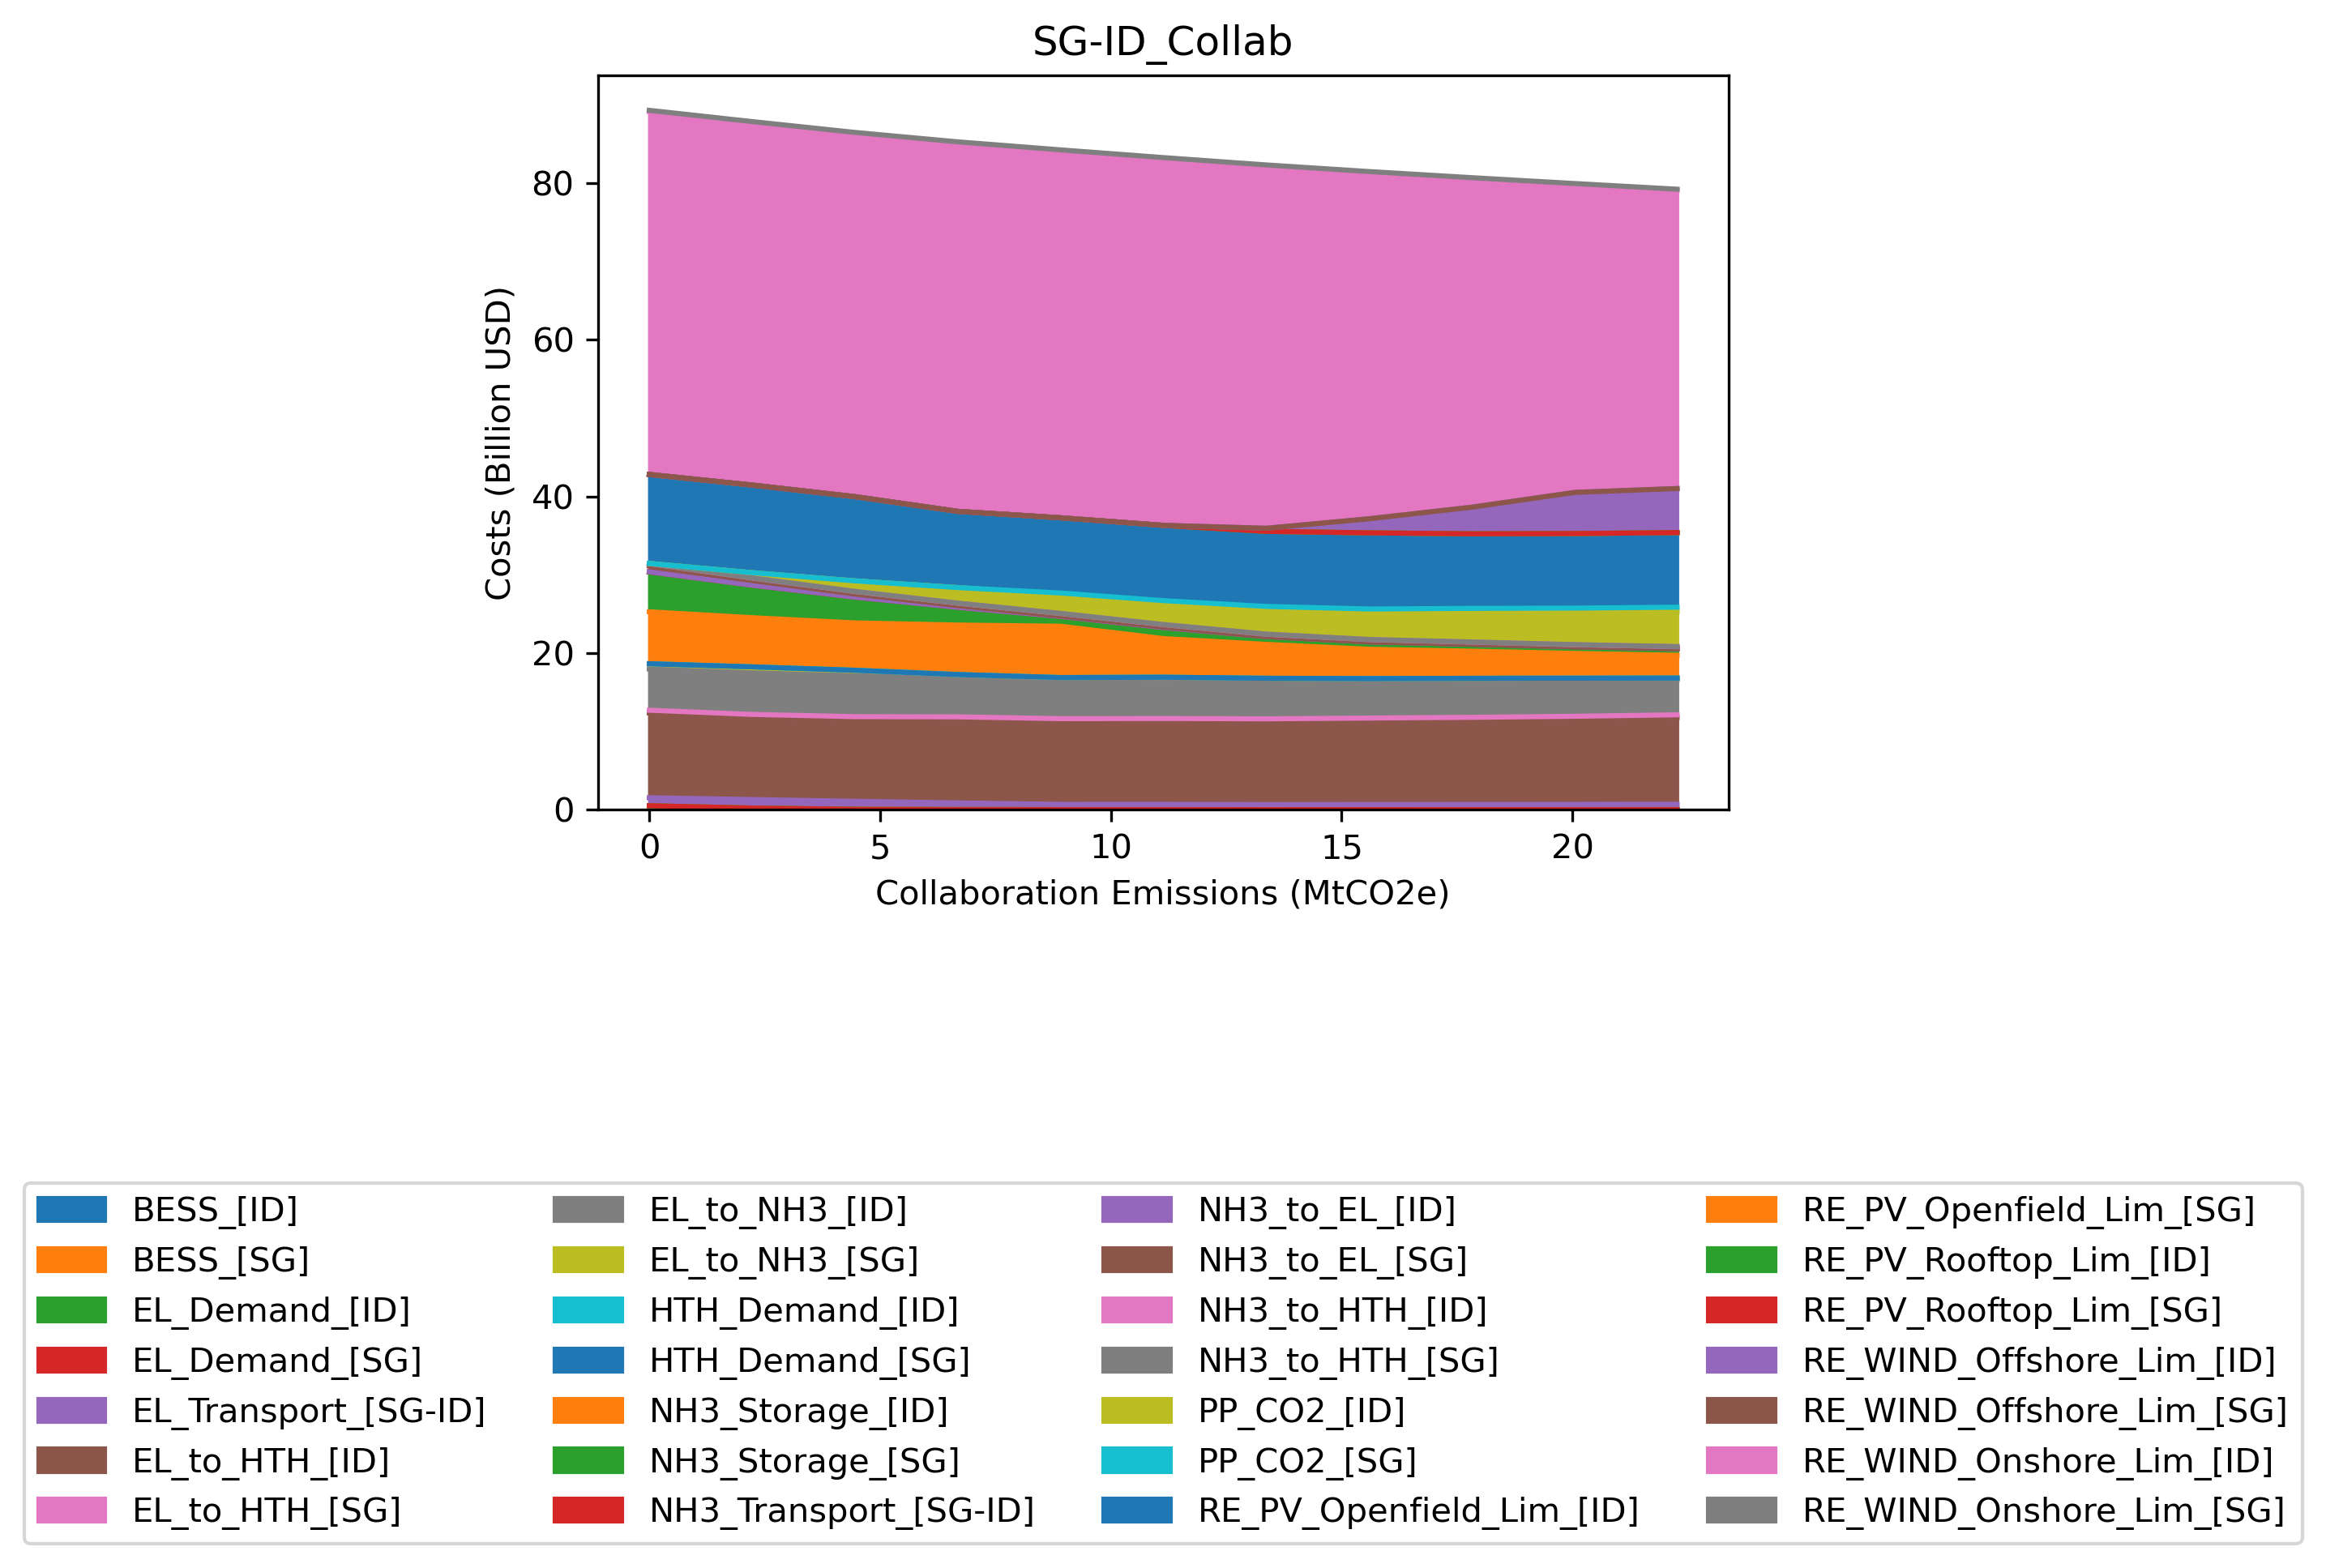 SG-ID_Collab
Costs (Billion USD)
80
60
40
20
0
0 5 10 15 20
Collaboration Emissions (MtCO2e)
BESS_[ID]
BESS_[SG]
EL_Demand_[ID]
EL_Demand_[SG]
EL_Transport_[SG-ID]
EL_to_HTH_[ID]
EL_to_HTH_[SG]
EL_to_NH3_[ID]
EL_to_NH3_[SG]
HTH_Demand_[ID]
HTH_Demand_[SG]
NH3_Storage_[ID]
NH3_Storage_[SG]
NH3_Transport_[SG-ID]
NH3_to_EL_[ID]
NH3_to_EL_[SG]
NH3_to_HTH_[ID]
NH3_to_HTH_[SG]
PP_CO2_[ID]
PP_CO2_[SG]
RE_PV_Openfield_Lim_[ID]
RE_PV_Openfield_Lim_[SG]
RE_PV_Rooftop_Lim_[ID]
RE_PV_Rooftop_Lim_[SG]
RE_WIND_Offshore_Lim_[ID]
RE_WIND_Offshore_Lim_[SG]
RE_WIND_Onshore_Lim_[ID]
RE_WIND_Onshore_Lim_[SG]